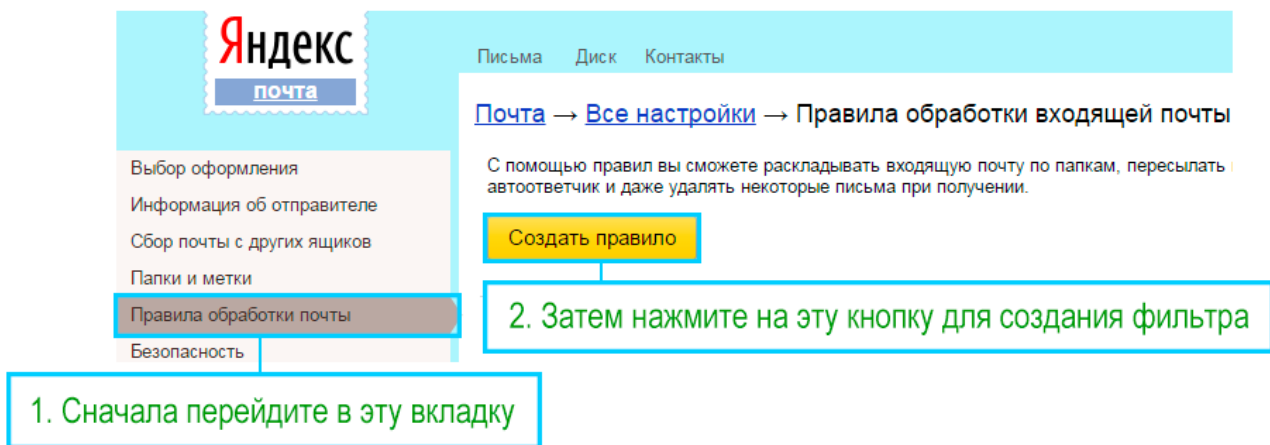 Яндекс
почта
Письма Диск Контакты
Почта → Все настройки → Правила обработки входящей почты
С помощью правил вы сможете раскладывать входящую почту по папкам, пересылать
автоответчик и даже удалять некоторые письма при получении.
Создать правило
2. Затем нажмите на эту кнопку для создания фильтра
Выбор оформления
Информация об отправителе
Сбор почты с других ящиков
Папки и метки
Правила обработки почты
Безопасность
1. Сначала перейдите в эту вкладку